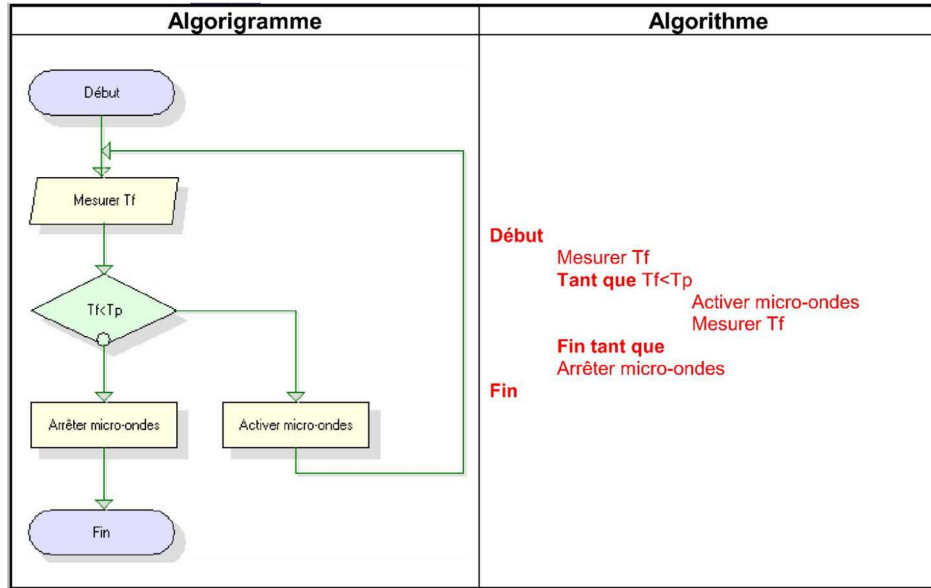 Algorigramme
Algorithme
Début
Mesurer Tf
Tf<Tp
Arrêter micro-ondes
Activer micro-ondes
Fin
Début
Mesurer Tf
Tant que Tf<Tp
Activer micro-ondes
Mesurer Tf
Fin tant que
Arrêter micro-ondes
Fin